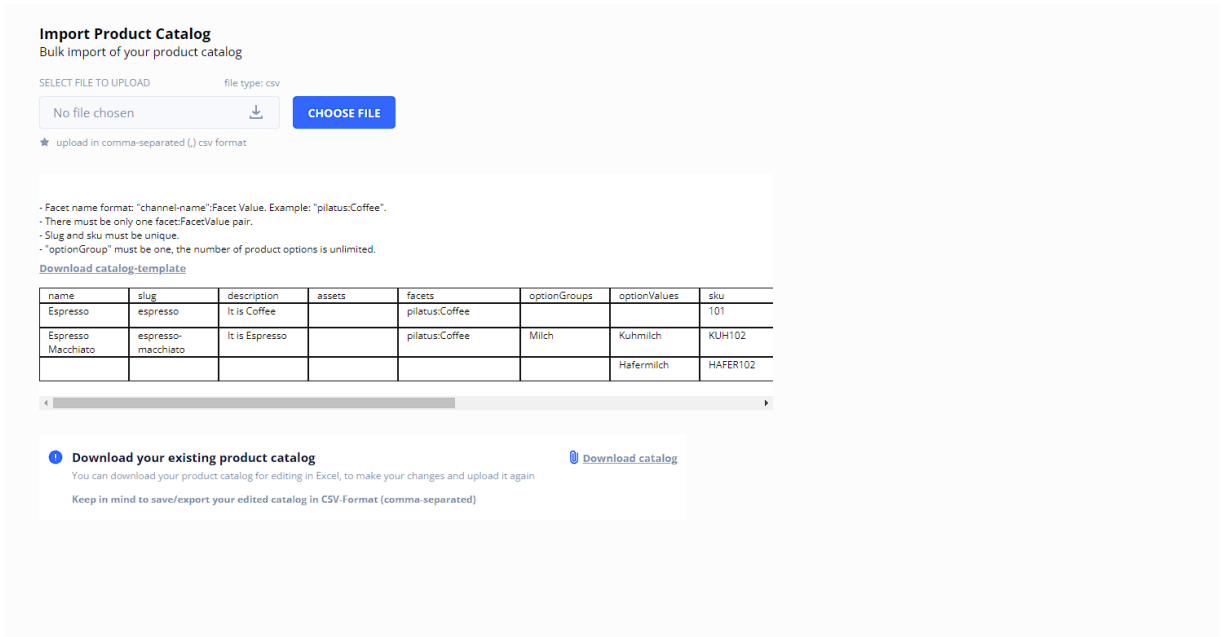 Import Product Catalog
Bulk import of your product catalog
SELECT FILE TO UPLOAD file type: csv
No file chosen CHOOSE FILE
upload in comma-separated (,) csv format
- Facet name format: "channel-name":Facet Value. Example: "pilatus:Coffee".
- There must be only one facet:FacetValue pair.
- Slug and sku must be unique.
- "optionGroup" must be one, the number of product options is unlimited.
Download catalog-template
name slug description assets facets optionGroups optionValues sku
Espresso espresso It is Coffee pilatus:Coffee 101
Espresso espresso- It is Espresso pilatus:Coffee Milch Kuhmilch KUH102
Macchiato macchiato
Hafermilch HAFER102
Download your existing product catalog Download catalog
You can download your product catalog for editing in Excel, to make your changes and upload it again
Keep in mind to save/export your edited catalog in CSV-Format (comma-separated)